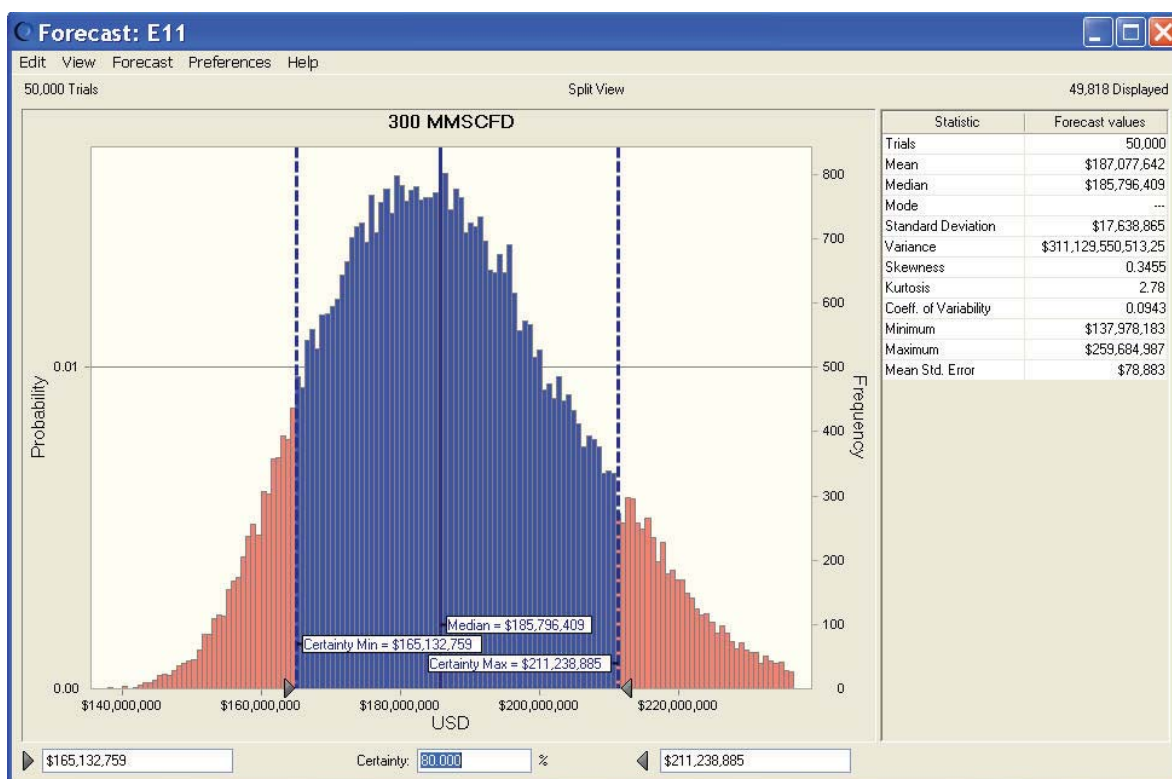 Forecast: E11
Edit View Forecast Preferences Help
50,000 Trials Split View 49,818 Displayed
300 MMSCFD
Probability
0.01
0.00
800
700
600
500
400
300
200
100
0
Frequency
Median = $185,796,409
Certainty Min = $165,132,759
Certainty Max = $211,238,885
$140,000,000 $160,000,000 $180,000,000 $200,000,000 $220,000,000
USD
Statistic Forecast values
Trials 50,000
Mean $187,077,642
Median $185,796,409
Mode ---
Standard Deviation $17,638,865
Variance $311,129,550,513,25
Skewness 0.3455
Kurtosis 2.78
Coeff. of Variability 0.0943
Minimum $137,978,183
Maximum $259,684,987
Mean Std. Error $78,883
$165,132,759 Certainty: 80.000 % $211,238,885